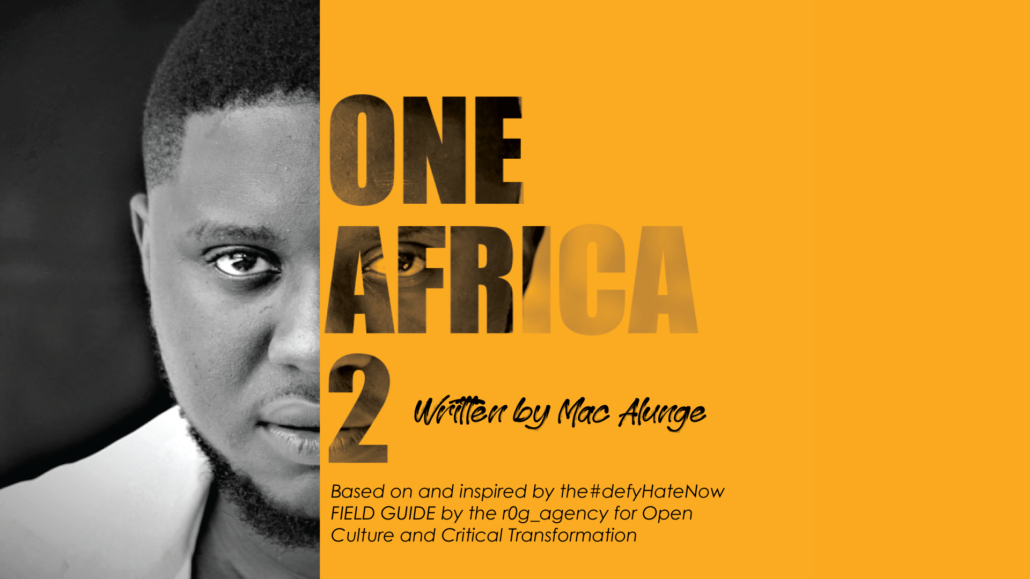 ONE
AFRICA
2
Written by Mac Alunge
Based on and inspired by the#defyHateNow
FIELD GUIDE by the r0g_agency for Open
Culture and Critical Transformation